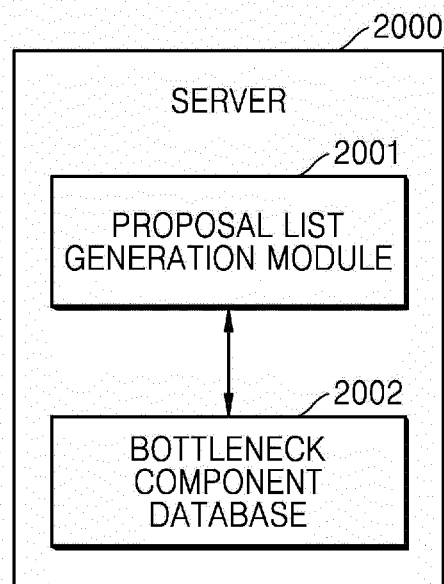 2000
SERVER
2001
PROPOSAL LIST
GENERATION MODULE
2002
BOTTLENECK
COMPONENT
DATABASE